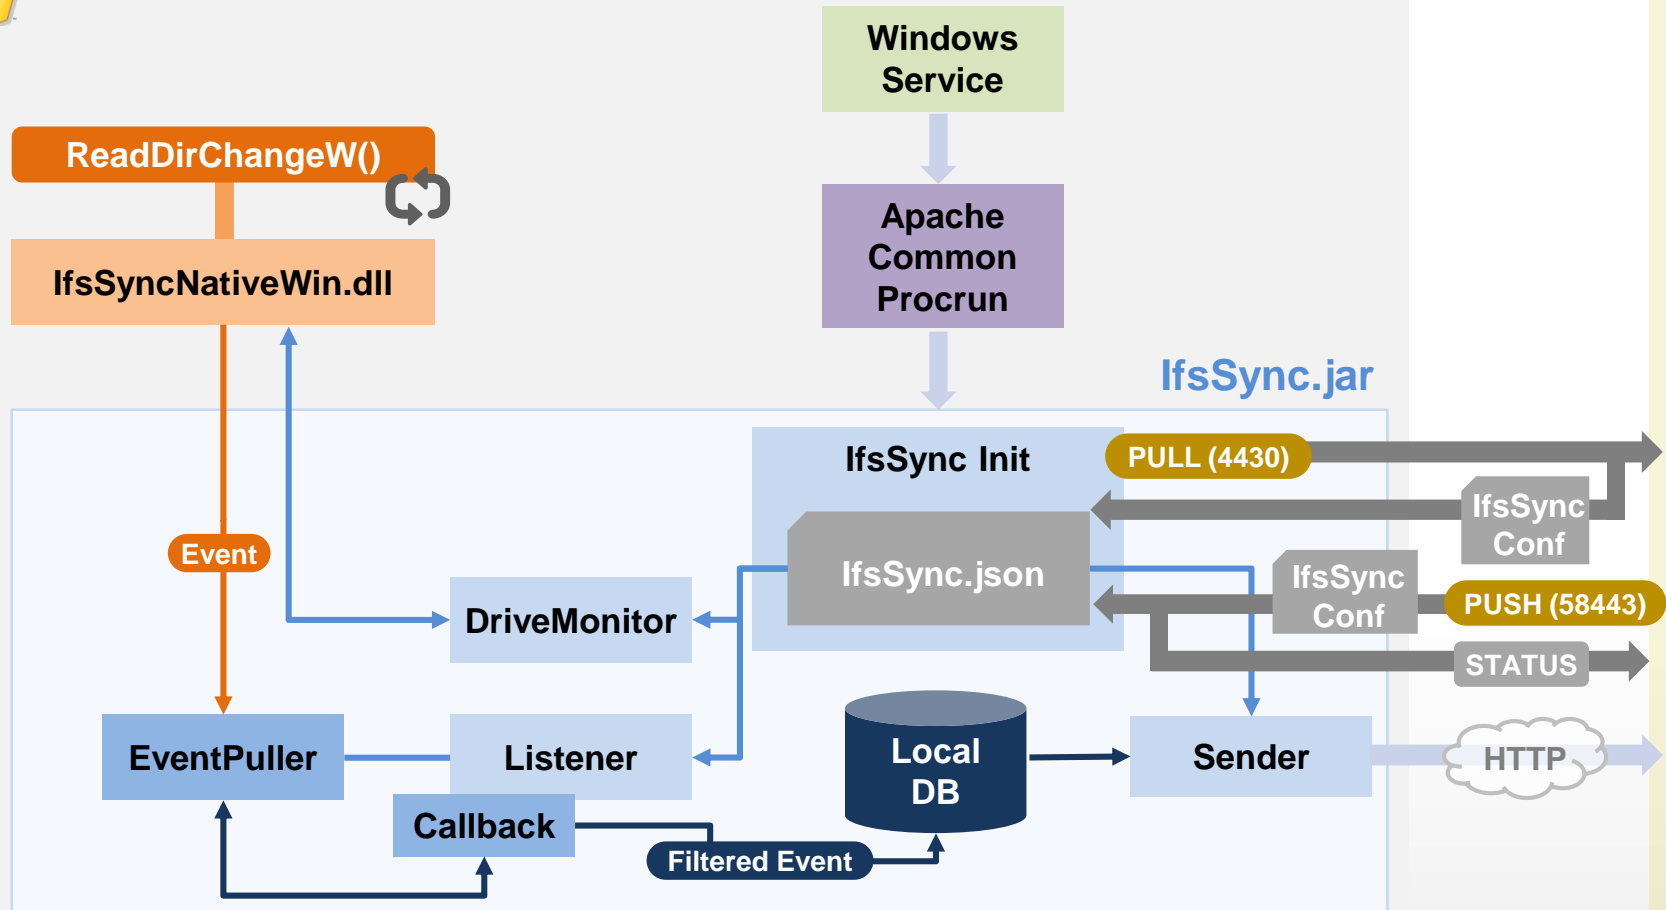 Windows
Service
ReadDirChangeW()
Apache
Common
Procrun
IfsSyncNativeWin.dll
IfsSync.jar
IfsSync Init
PULL (4430)
IfsSync
Conf
Event
IfsSync.json
IfsSync
Conf
PUSH (58443)
DriveMonitor
STATUS
EventPuller
Listener
Local
DB
Sender
HTTP
Callback
Filtered Event